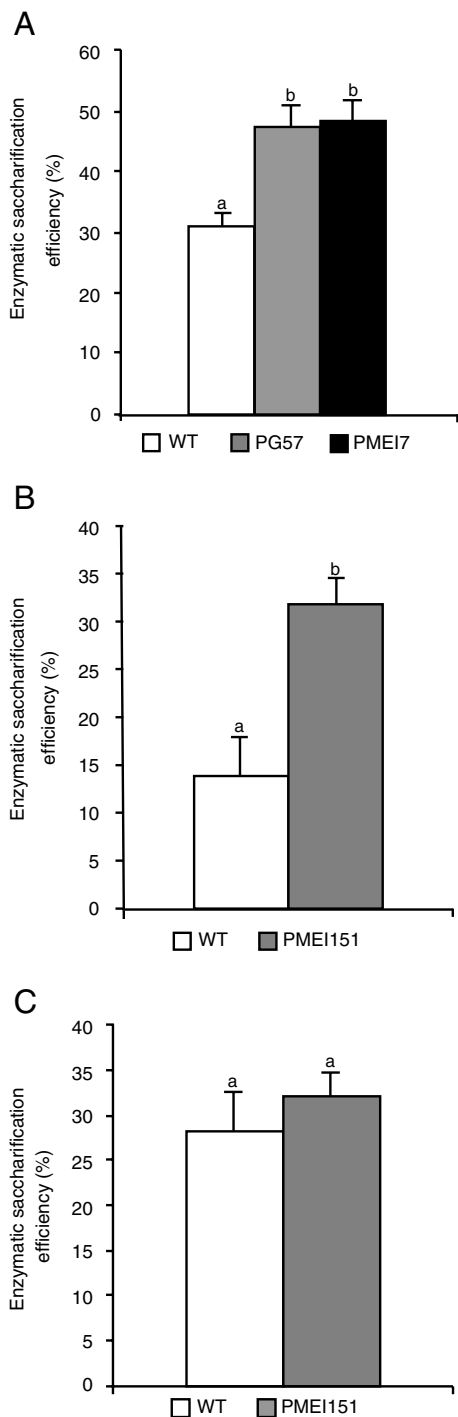 A
Enzymatic saccharification
efficiency (%)
60
50
40
30
20
10
0
a
b
b
WT
PG57
PMEI7
B
Enzymatic saccharification
efficiency (%)
40
35
30
25
20
15
10
5
0
a
b
WT
PMEI151
C
Enzymatic saccharification
efficiency (%)
40
35
30
25
20
15
10
5
0
a
a
WT
PMEI151